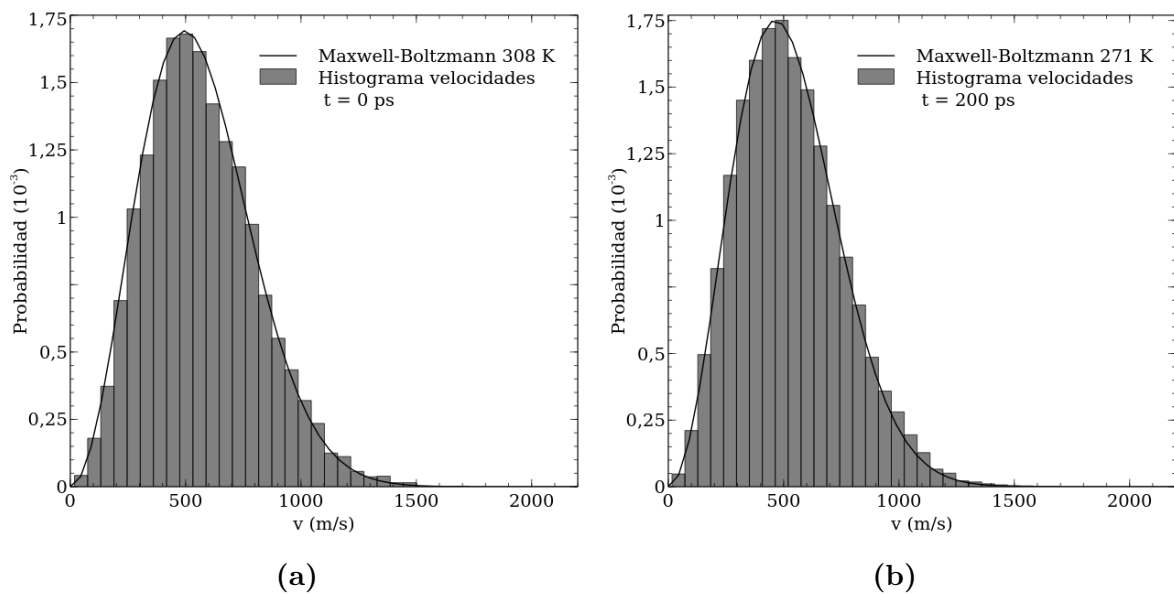 1,75
1,5
1,25
1
0,5
0,25
0
Probabilidad (10⁻³)
Maxwell-Boltzmann 308 K
Histograma velocidades
t = 0 ps
0 500 1000 1500 2000
v (m/s)
(a)
1,75
1,5
1,25
1
0,5
0,25
0
Probabilidad (10⁻³)
Maxwell-Boltzmann 271 K
Histograma velocidades
t = 200 ps
0 500 1000 1500 2000
v (m/s)
(b)